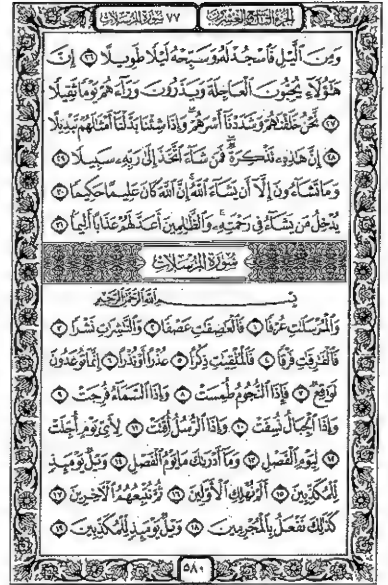 الجزء التاسع والعشرون ٧٧ سورة المرسلات
وَمِنَ ٱلَّيْلِ فَٱسْجُدْ لَهُۥ وَسَبِّحْهُ لَيْلًا طَوِيلًا ٢٦ إِنَّ
هَٰٓؤُلَآءِ يُحِبُّونَ ٱلْعَاجِلَةَ وَيَذَرُونَ وَرَآءَهُمْ يَوْمًا ثَقِيلًا
٢٧ نَّحْنُ خَلَقْنَٰهُمْ وَشَدَدْنَآ أَسْرَهُمْ وَإِذَا شِئْنَا بَدَّلْنَآ أَمْثَٰلَهُمْ تَبْدِيلًا
٢٨ إِنَّ هَٰذِهِۦ تَذْكِرَةٌ فَمَن شَآءَ ٱتَّخَذَ إِلَىٰ رَبِّهِۦ سَبِيلًا ٢٩
وَمَا تَشَآءُونَ إِلَّآ أَن يَشَآءَ ٱللَّهُ إِنَّ ٱللَّهَ كَانَ عَلِيمًا حَكِيمًا ٣٠
يُدْخِلُ مَن يَشَآءُ فِى رَحْمَتِهِۦ وَٱلظَّٰلِمِينَ أَعَدَّ لَهُمْ عَذَابًا أَلِيمًۢا ٣١
سورة المرسلات
بِسْمِ ٱللَّهِ ٱلرَّحْمَٰنِ ٱلرَّحِيمِ
وَٱلْمُرْسَلَٰتِ عُرْفًا ١ فَٱلْعَٰصِفَٰتِ عَصْفًا ٢ وَٱلنَّٰشِرَٰتِ نَشْرًا ٣
فَٱلْفَٰرِقَٰتِ فَرْقًا ٤ فَٱلْمُلْقِيَٰتِ ذِكْرًا ٥ عُذْرًا أَوْ نُذْرًا ٦ إِنَّمَا تُوعَدُونَ
لَوَٰقِعٌ ٧ فَإِذَا ٱلنُّجُومُ طُمِسَتْ ٨ وَإِذَا ٱلسَّمَآءُ فُرِجَتْ ٩
وَإِذَا ٱلْجِبَالُ نُسِفَتْ ١٠ وَإِذَا ٱلرُّسُلُ أُقِّتَتْ ١١ لِأَىِّ يَوْمٍ أُجِّلَتْ
١٢ لِيَوْمِ ٱلْفَصْلِ ١٣ وَمَآ أَدْرَىٰكَ مَا يَوْمُ ٱلْفَصْلِ ١٤ وَيْلٌ يَوْمَئِذٍ
لِّلْمُكَذِّبِينَ ١٥ أَلَمْ نُهْلِكِ ٱلْأَوَّلِينَ ١٦ ثُمَّ نُتْبِعُهُمُ ٱلْءَاخِرِينَ ١٧
كَذَٰلِكَ نَفْعَلُ بِٱلْمُجْرِمِينَ ١٨ وَيْلٌ يَوْمَئِذٍ لِّلْمُكَذِّبِينَ ١٩
٥٨٠